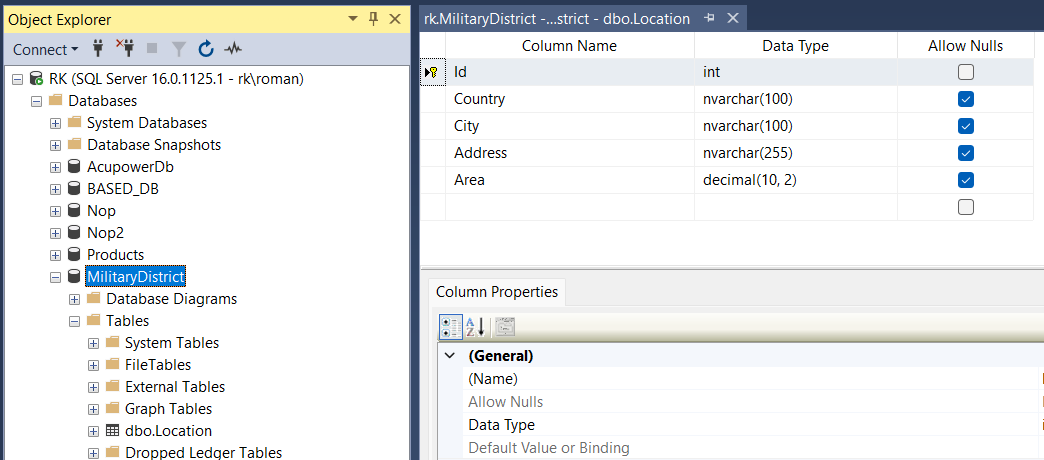 Object Explorer
Connect
RK (SQL Server 16.0.1125.1 - rk\roman)
Databases
System Databases
Database Snapshots
AcupowerDb
BASED_DB
Nop
Nop2
Products
MilitaryDistrict
Database Diagrams
Tables
System Tables
FileTables
External Tables
Graph Tables
dbo.Location
Dropped Ledger Tables
rk.MilitaryDistrict -...strict - dbo.Location
Column Name Data Type Allow Nulls
Id int
Country nvarchar(100)
City nvarchar(100)
Address nvarchar(255)
Area decimal(10, 2)
Column Properties
(General)
(Name)
Allow Nulls
Data Type
Default Value or Binding